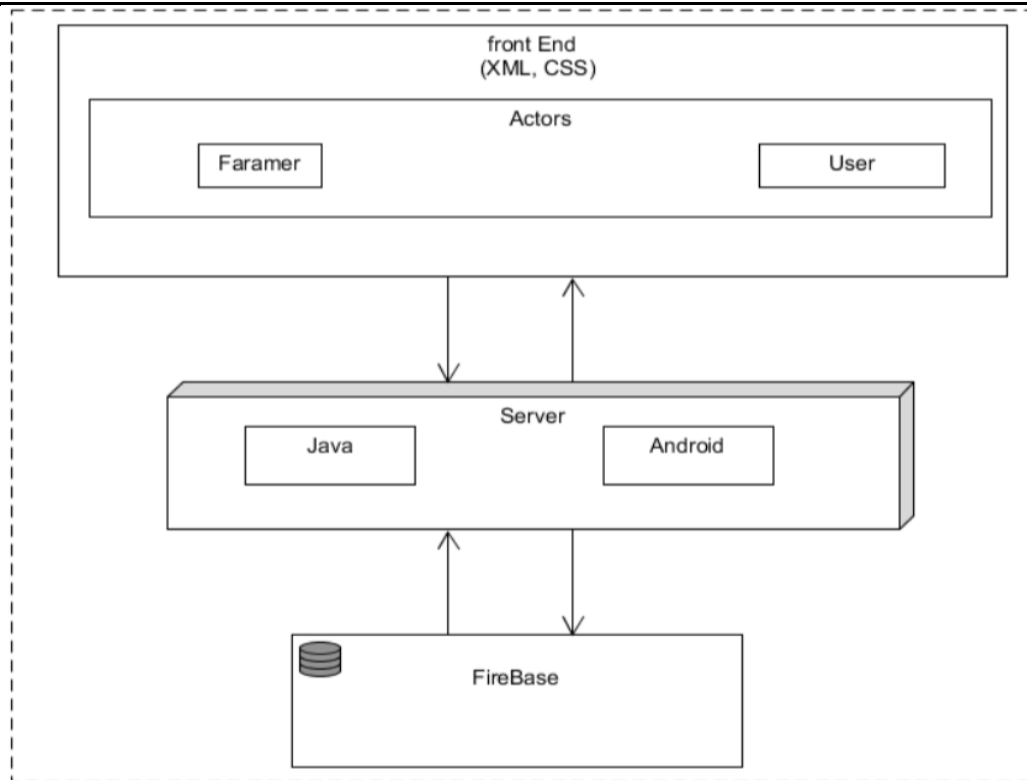 front End
(XML, CSS)
Actors
Faramer
User
Server
Java
Android
FireBase